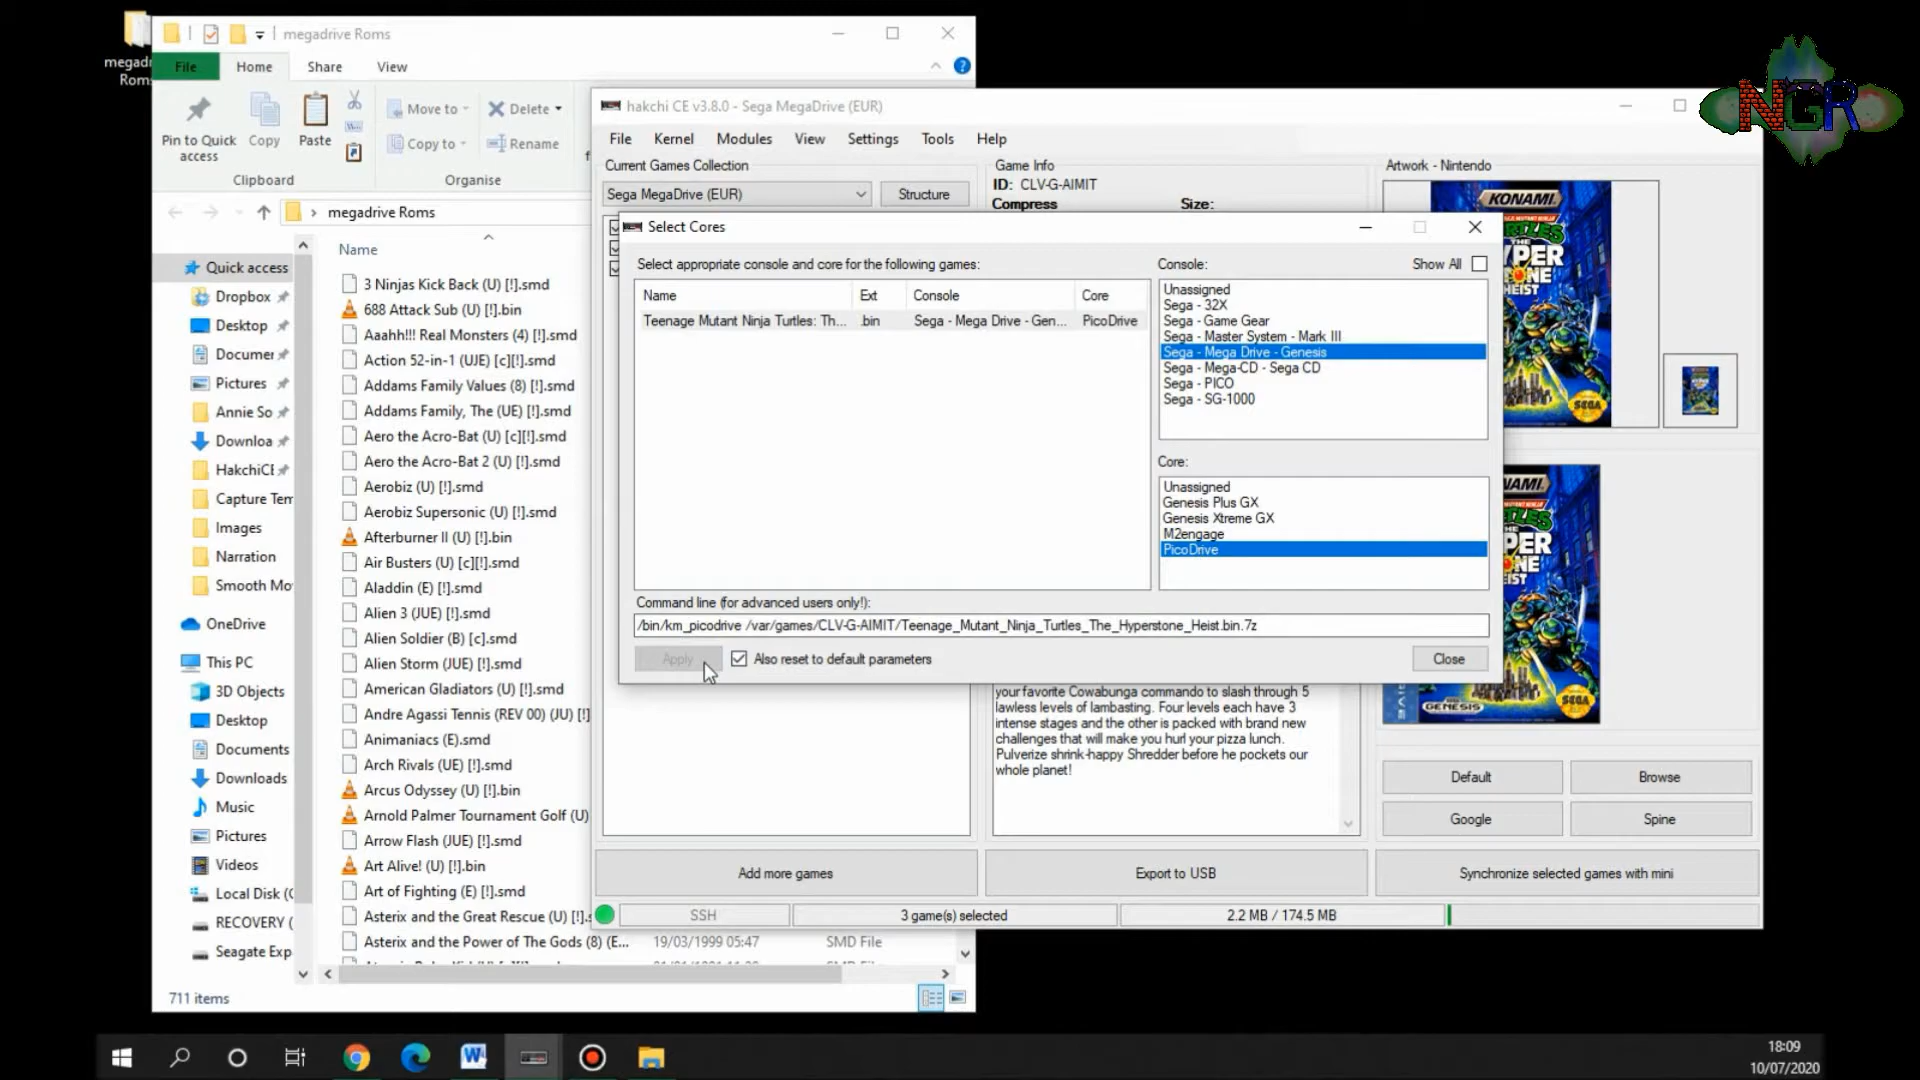 megadrive Roms
File
Home
Share
View
Pin to Quick
access
Copy
Paste
Move to
Copy to
Delete
Rename
Clipboard
Organise
megadrive Roms
Name
Quick access
Dropbox
Desktop
Documer
Pictures
Annie So
Downloa
HakchiCE
Capture Tem
Images
Narration
Smooth Mo
OneDrive
This PC
3D Objects
Desktop
Documents
Downloads
Music
Pictures
Videos
Local Disk (C
RECOVERY (
Seagate Exp
3 Ninjas Kick Back (U) [!].smd
688 Attack Sub (U) [!].bin
Aaahh!!! Real Monsters (4) [!].smd
Action 52-in-1 (UJE) [c][!].smd
Addams Family Values (8) [!].smd
Addams Family, The (UE) [!].smd
Aero the Acro-Bat (U) [c][!].smd
Aero the Acro-Bat 2 (U) [!].smd
Aerobiz (U) [!].smd
Aerobiz Supersonic (U) [!].smd
Afterburner II (U) [!].bin
Air Busters (U) [c][!].smd
Aladdin (E) [!].smd
Alien 3 (JUE) [!].smd
Alien Soldier (B) [c].smd
Alien Storm (JUE) [!].smd
American Gladiators (U) [!].smd
Andre Agassi Tennis (REV 00) (JU) [!]
Animaniacs (E).smd
Arch Rivals (UE) [!].smd
Arcus Odyssey (U) [!].bin
Arnold Palmer Tournament Golf (U)
Arrow Flash (JUE) [!].smd
Art Alive! (U) [!].bin
Art of Fighting (E) [!].smd
Asterix and the Great Rescue (U) [!].s
Asterix and the Power of The Gods (8) (E... 19/03/1999 05:47 SMD File
711 items
hakchi CE v3.8.0 - Sega MegaDrive (EUR)
File Kernel Modules View Settings Tools Help
Current Games Collection
Sega MegaDrive (EUR)
Structure
Game Info
ID: CLV-G-AIMIT
Compress
Size:
Artwork - Nintendo
KONAMI
SEGA
Select Cores
Select appropriate console and core for the following games:
Name Ext Console Core
Teenage Mutant Ninja Turtles: Th... .bin Sega - Mega Drive - Gen... PicoDrive
Console:
Show All
Unassigned
Sega - 32X
Sega - Game Gear
Sega - Master System - Mark III
Sega - Mega Drive - Genesis
Sega - Mega-CD - Sega CD
Sega - PICO
Sega - SG-1000
Core:
Unassigned
Genesis Plus GX
Genesis Xtreme GX
M2engage
PicoDrive
Command line (for advanced users only!):
/bin/km_picodrive /var/games/CLV-G-AIMIT/Teenage_Mutant_Ninja_Turtles_The_Hyperstone_Heist.bin.7z
Apply
Also reset to default parameters
Close
your favorite Cowabunga commando to slash through 5
lawless levels of lambasting. Four levels each have 3
intense stages and the other is packed with brand new
challenges that will make you hurl your pizza lunch.
Pulverize shrink-happy Shredder before he pockets our
whole planet!
GENESIS
SEGA
Default
Browse
Google
Spine
Add more games
Export to USB
Synchronize selected games with mini
SSH
3 game(s) selected
2.2 MB / 174.5 MB
NGR
18:09
10/07/2020